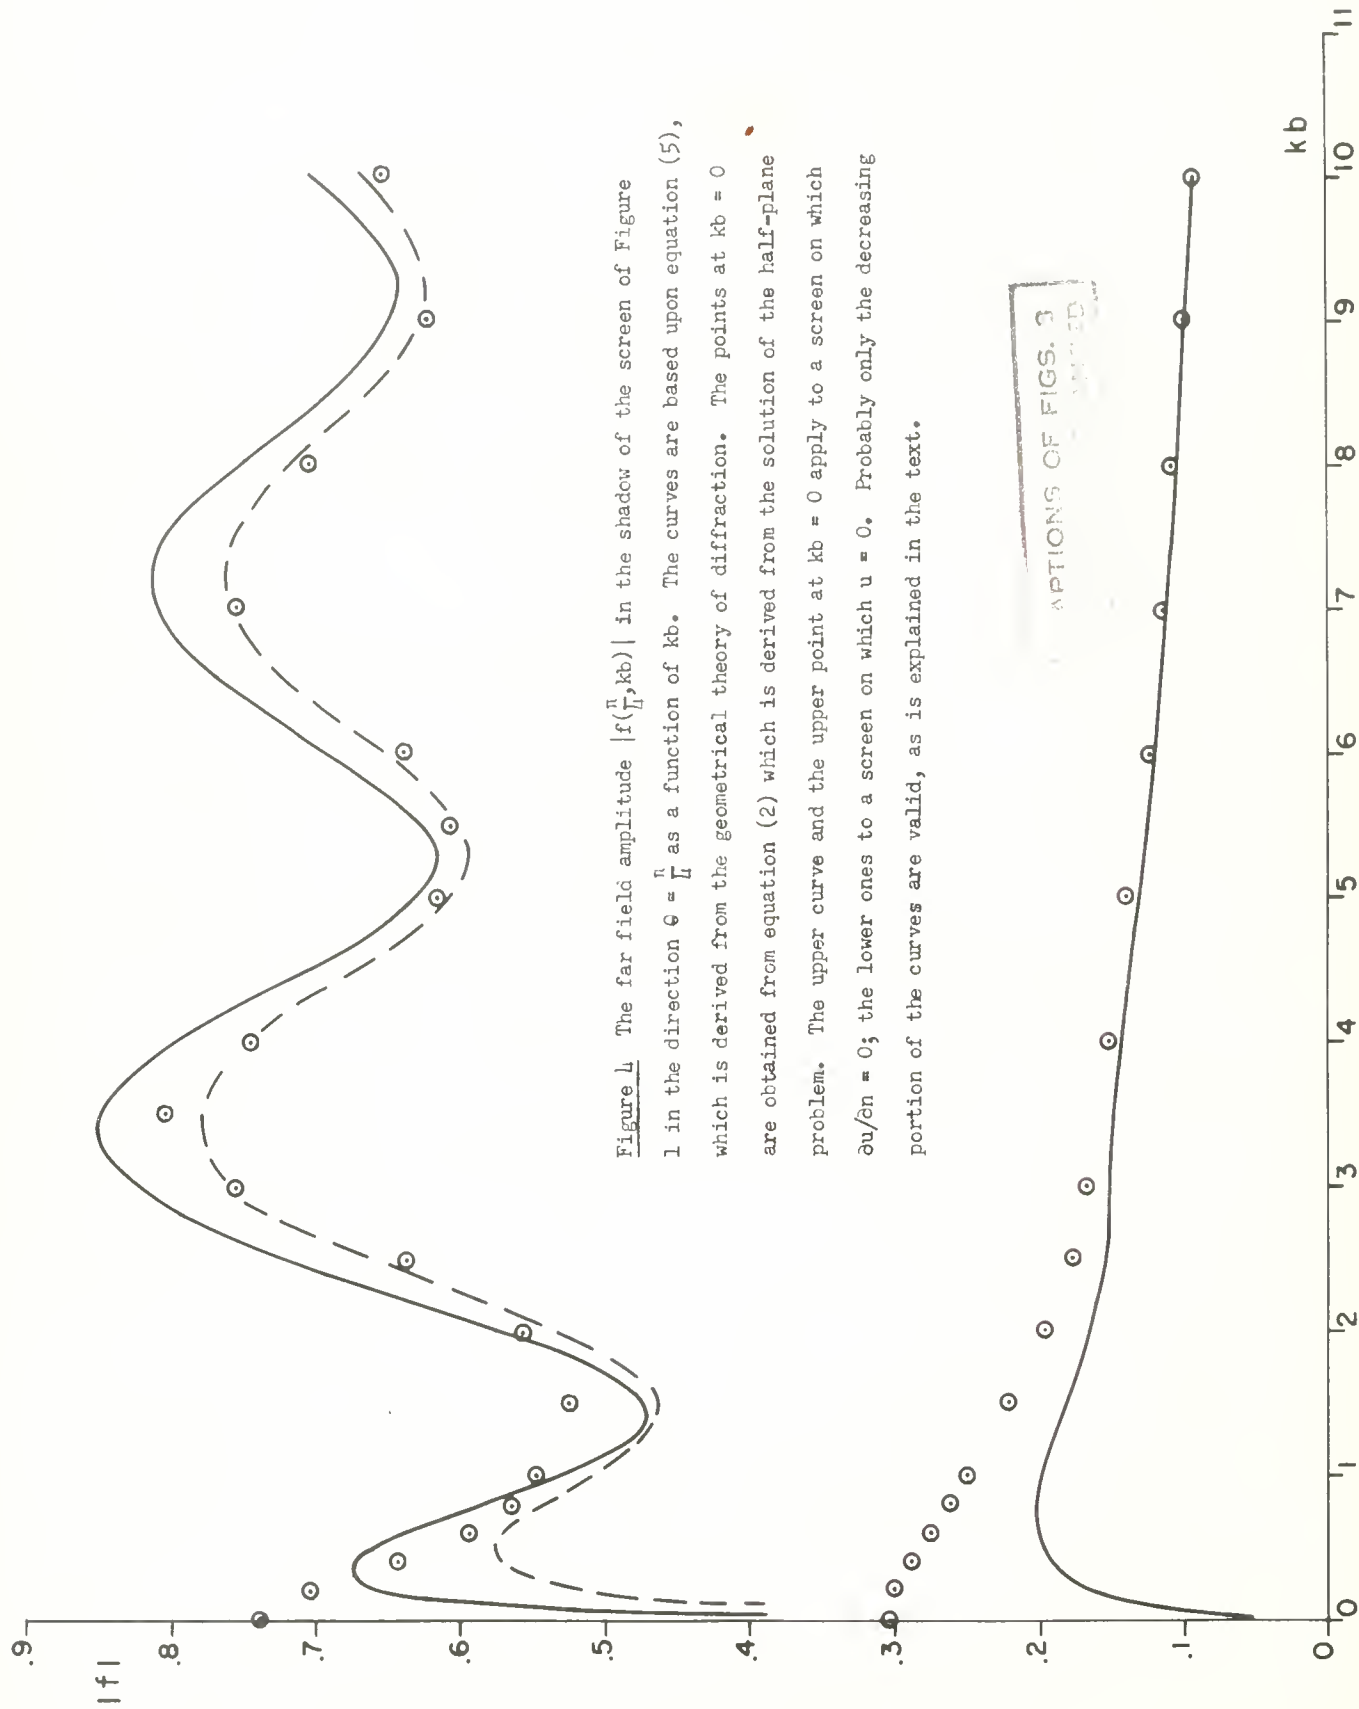 .9
|f|
.8
.7
.6
.5
.4
.3
.2
.1
0
0 1 2 3 4 5 6 7 8 9 10 11
kb
Figure 4 The far field amplitude |f(π/4,kb)| in the shadow of the screen of Figure
1 in the direction θ = π/4 as a function of kb. The curves are based upon equation (5),
which is derived from the geometrical theory of diffraction. The points at kb = 0
are obtained from equation (2) which is derived from the solution of the half-plane
problem. The upper curve and the upper point at kb = 0 apply to a screen on which
∂u/∂n = 0; the lower ones to a screen on which u = 0. Probably only the decreasing
portion of the curves are valid, as is explained in the text.
APTIONS OF FIGS. 3